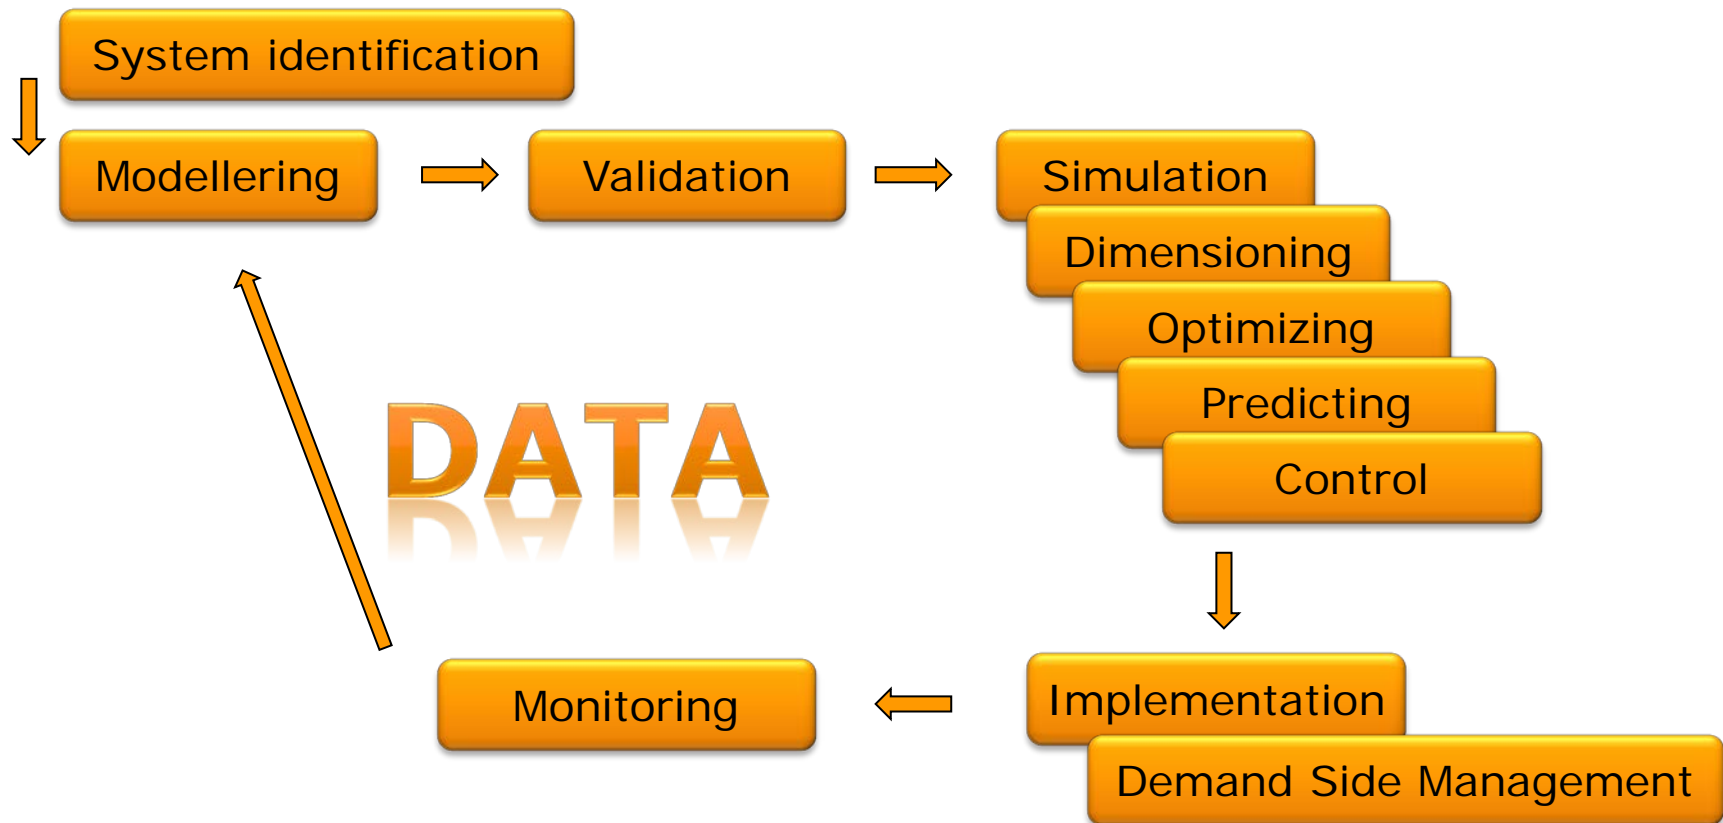 System identification
Modellering
Validation
Simulation
Dimensioning
Optimizing
Predicting
Control
DATA
Monitoring
Implementation
Demand Side Management